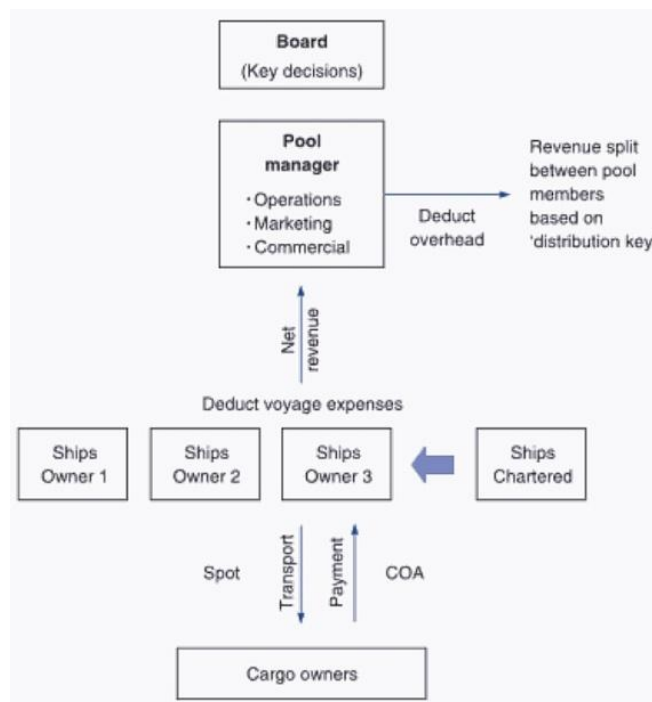 Board
(Key decisions)
Pool
manager
· Operations
· Marketing
· Commercial
Deduct
overhead
Revenue split
between pool
members
based on
'distribution key
Net
revenue
Deduct voyage expenses
Ships
Owner 1
Ships
Owner 2
Ships
Owner 3
Ships
Chartered
Spot
Transport
Payment
COA
Cargo owners